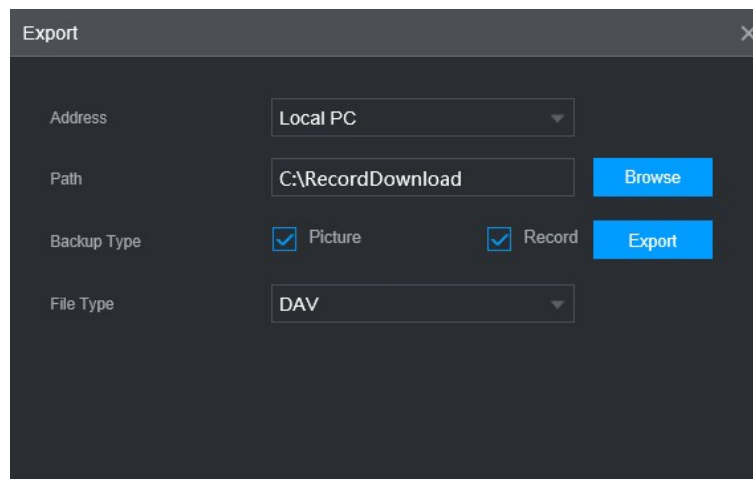 Export
Address Local PC
Path C:\RecordDownload Browse
Backup Type Picture Record Export
File Type DAV